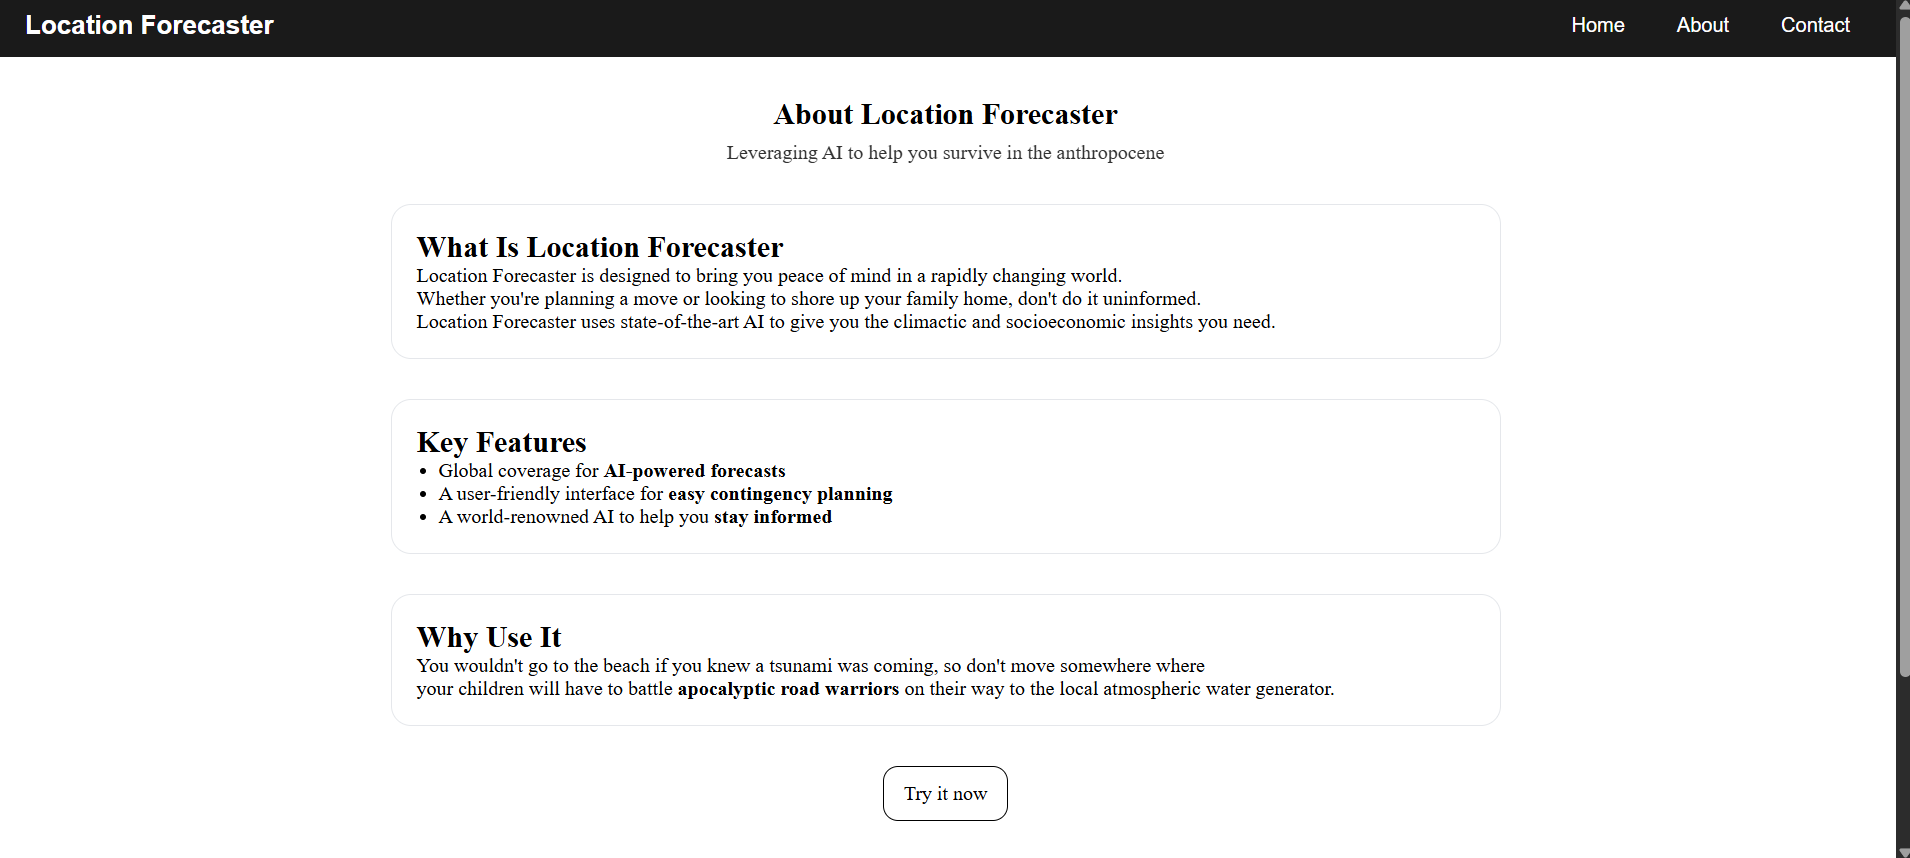 Location Forecaster
Home About Contact
About Location Forecaster
Leveraging AI to help you survive in the anthropocene
What Is Location Forecaster
Location Forecaster is designed to bring you peace of mind in a rapidly changing world.
Whether you're planning a move or looking to shore up your family home, don't do it uninformed.
Location Forecaster uses state-of-the-art AI to give you the climactic and socioeconomic insights you need.
Key Features
• Global coverage for AI-powered forecasts
• A user-friendly interface for easy contingency planning
• A world-renowned AI to help you stay informed
Why Use It
You wouldn't go to the beach if you knew a tsunami was coming, so don't move somewhere where
your children will have to battle apocalyptic road warriors on their way to the local atmospheric water generator.
Try it now